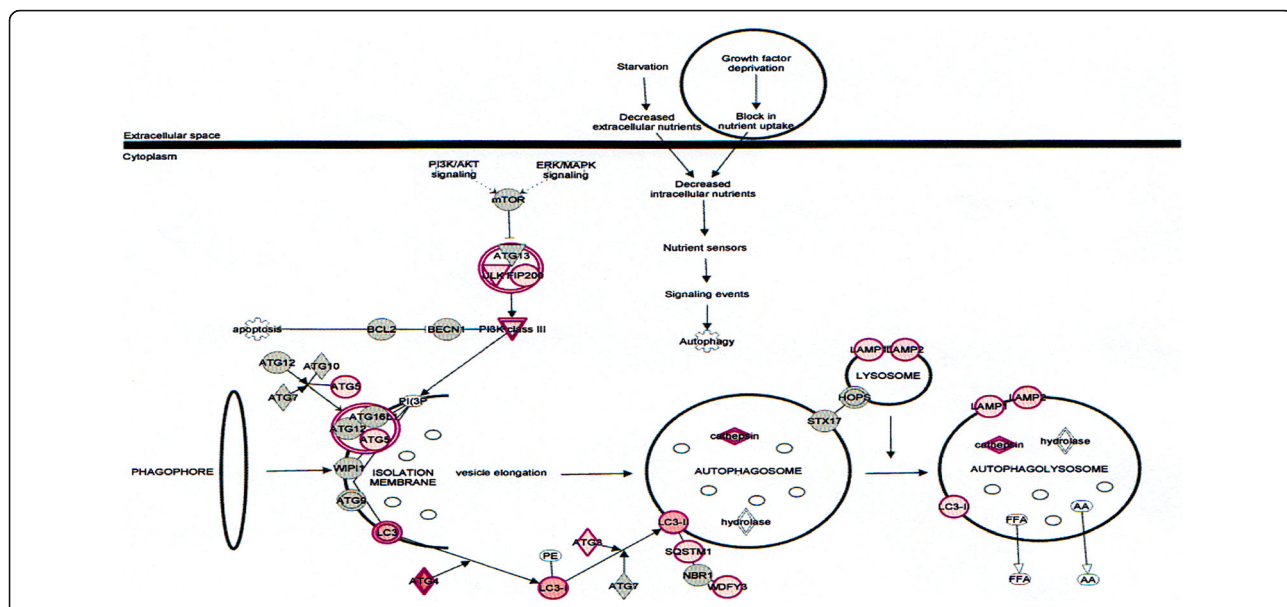 Starvation
Growth factor
deprivation
Decreased
extracellular nutrients
Block in
nutrient uptake
Extracellular space
Cytoplasm
PI3K/AKT
signaling
ERK/MAPK
signaling
mTOR
Decreased
intracellular nutrients
ATG13
ULK FIP200
Nutrient sensors
Signaling events
Autophagy
apoptosis
BCL2
BECN1
PI3K class III
ATG12
ATG10
ATG5
ATG7
PI(3P
ATG16L1
ATG12
ATG5
LAMP1
LAMP2
LYSOSOME
HOPS
STX17
LAMP1
LAMP2
cathepsin
cathepsin
hydrolase
PHAGOPHORE
WIPI1
ISOLATION
MEMBRANE
vesicle elongation
AUTOPHAGOSOME
AUTOPHAGOLYSOSOME
ATG9
LC3
LC3-I
hydrolase
LC3-I
FFA
AA
ATG3
SQSTM1
PE
ATG4
LC3-I
ATG7
NBR1
WDFY3
FFA
AA